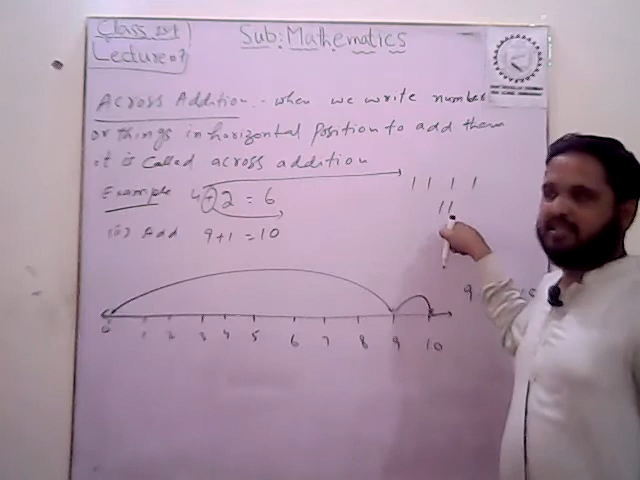 Class 1st
Sub: Mathematics
Lecture #7
Across Addition - when we write number
or things in horizontal position to add them
it is called across addition
Example 4+2 = 6
1 1 1 1
11
(ii) Add 9+1 = 10
9
0 1 2 3 4 5 6 7 8 9 10